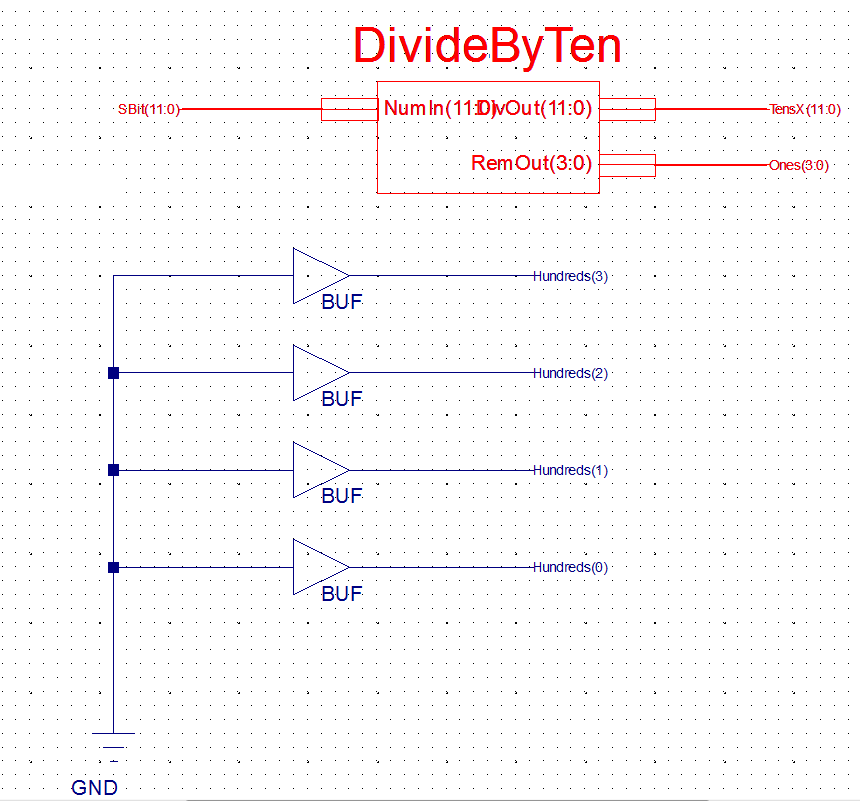 DivideByTen
SBit(11:0)
NumIn(11:0)
DivOut(11:0)
TensX(11:0)
RemOut(3:0)
Ones(3:0)
Hundreds(3)
BUF
Hundreds(2)
BUF
Hundreds(1)
BUF
Hundreds(0)
BUF
GND